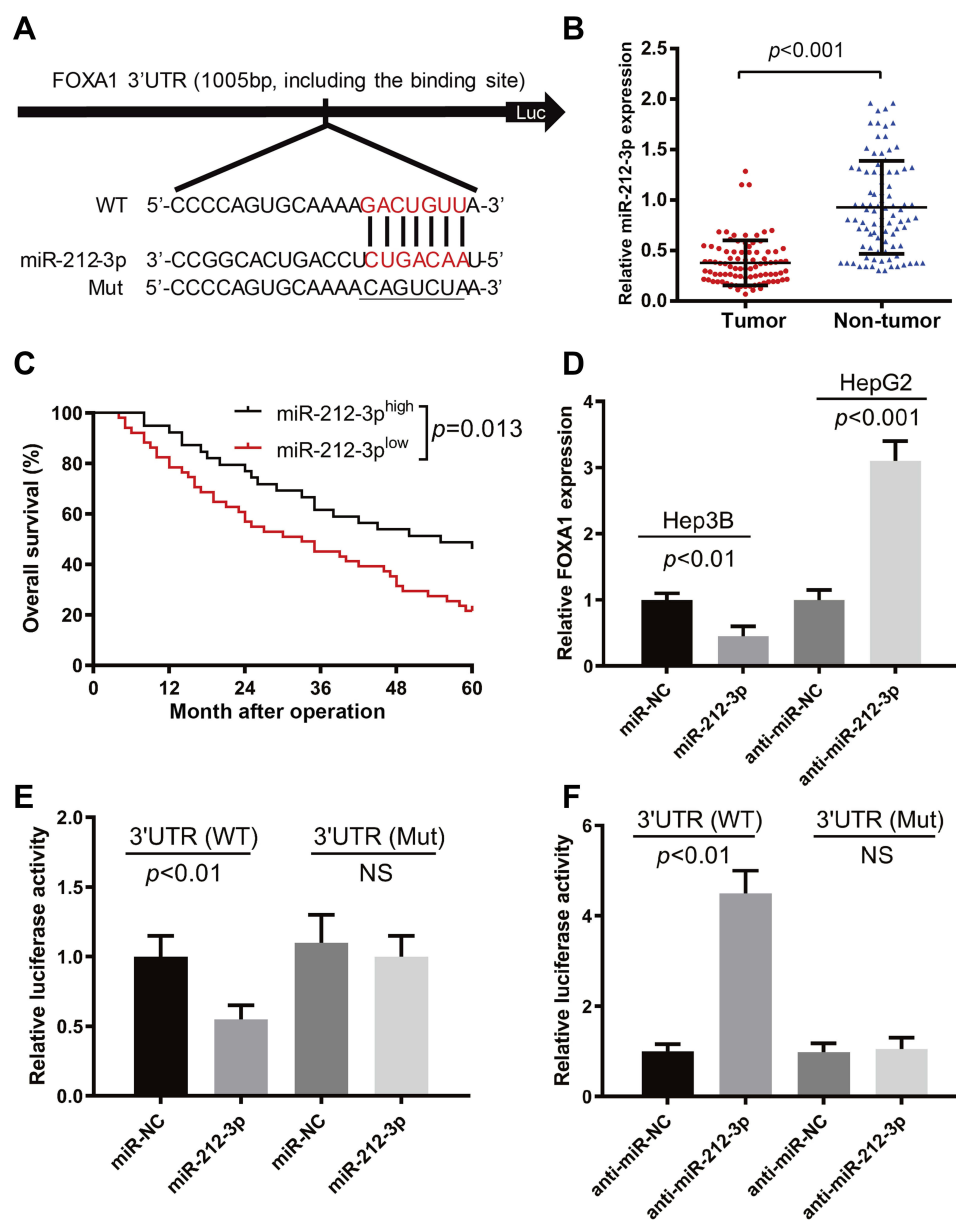 A
FOXA1 3'UTR (1005bp, including the binding site)
Luc
WT 5'-CCCCAGUGCAAAAGACUGUUA-3'
miR-212-3p 3'-CCGGCACUGACCUCUGACAAU-5'
Mut 5'-CCCCAGUGCAAAACAGUCUAA-3'
B
Relative miR-212-3p expression
2.5
2.0
1.5
1.0
0.5
0.0
p<0.001
Tumor Non-tumor
C
Overall survival (%)
100
80
60
40
20
0
miR-212-3phigh
miR-212-3plow
p=0.013
0 12 24 36 48 60
Month after operation
D
Relative FOXA1 expression
4
3
2
1
0
HepG2
p<0.001
Hep3B
p<0.01
miR-NC
miR-212-3p
anti-miR-NC
anti-miR-212-3p
E
Relative luciferase activity
2.0
1.5
1.0
0.5
0.0
3'UTR (WT) 3'UTR (Mut)
p<0.01 NS
miR-NC
miR-212-3p
miR-NC
miR-212-3p
F
Relative luciferase activity
6
4
2
0
3'UTR (WT) 3'UTR (Mut)
p<0.01 NS
anti-miR-NC
anti-miR-212-3p
anti-miR-NC
anti-miR-212-3p